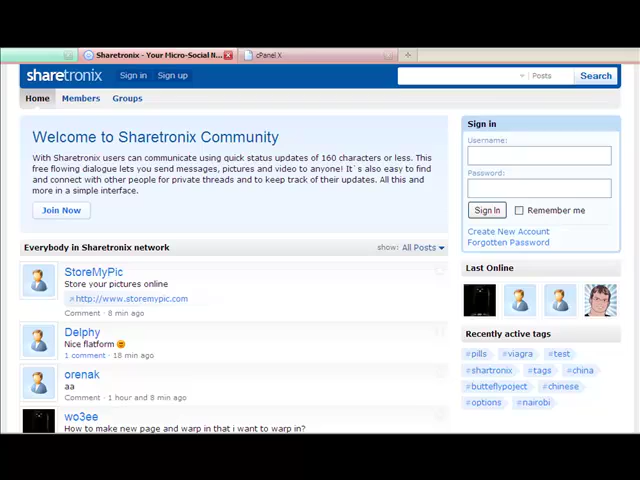 Sharetronix - Your Micro-Social N...
cPanel X
sharetronix Sign in Sign up Posts Search
Home Members Groups
Welcome to Sharetronix Community
With Sharetronix users can communicate using quick status updates of 160 characters or less. This
free flowing dialogue lets you send messages, pictures and video to anyone! It`s also easy to find
and connect with other people for private threads and to keep track of their updates. All this and
more in a simple interface.
Join Now
Everybody in Sharetronix network show: All Posts
StoreMyPic
Store your pictures online
http://www.storemypic.com
Comment · 8 min ago
Delphy
Nice flatform
1 comment · 18 min ago
orenak
aa
Comment · 1 hour and 8 min ago
wo3ee
How to make new page and warp in that i want to warp in?
Sign in
Username:
Password:
Sign In Remember me
Create New Account
Forgotten Password
Last Online
Recently active tags
#pills #viagra #test
#shartronix #tags #china
#butteflypoject #chinese
#options #nairobi